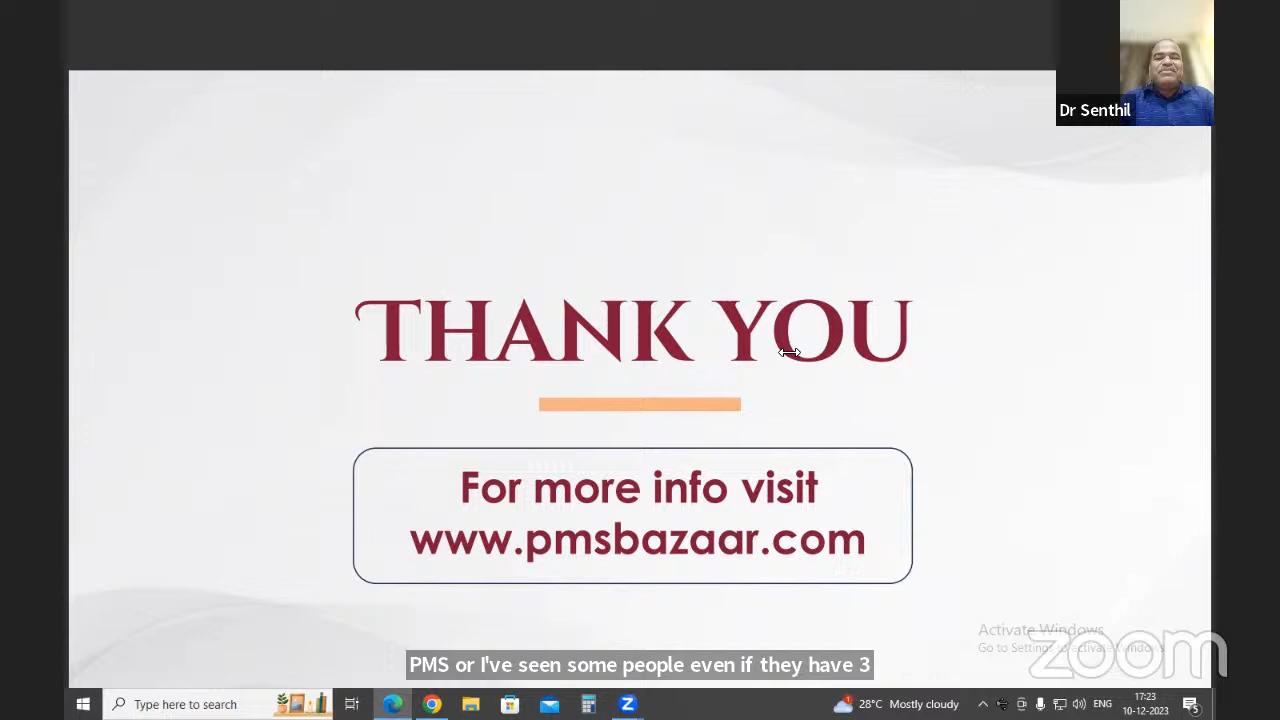 Dr Senthil
THANK YOU
For more info visit
www.pmsbazaar.com
Activate Windows
Go to Settings to activate Windows.
zoom
PMS or I've seen some people even if they have 3
Type here to search
1
28°C Mostly cloudy
ENG
17:23
10-12-2023
5